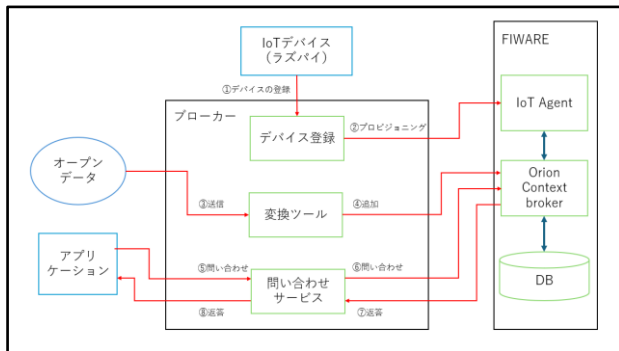 IoTデバイス
(ラズパイ)
①デバイスの登録
FIWARE
ブローカー
デバイス登録
②プロビジョニング
IoT Agent
オープン
データ
③送信
変換ツール
④追加
Orion
Context
broker
アプリ
ケーション
⑤問い合わせ
問い合わせ
サービス
⑥問い合わせ
⑧返答
⑦返答
DB